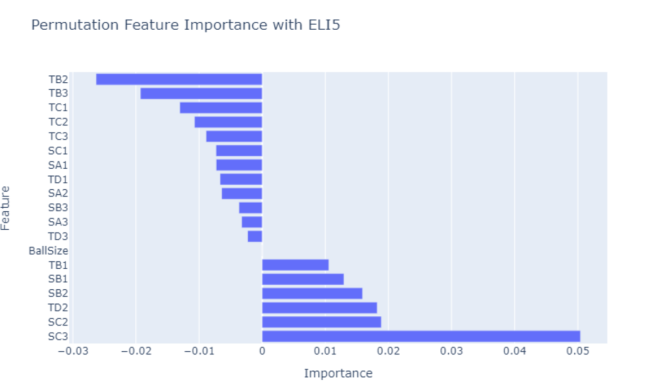 Permutation Feature Importance with ELI5
TB2
TB3
TC1
TC2
TC3
SC1
SA1
TD1
SA2
SB3
SA3
TD3
BallSize
TB1
SB1
SB2
TD2
SC2
SC3
Feature
−0.03 −0.02 −0.01 0 0.01 0.02 0.03 0.04 0.05
Importance